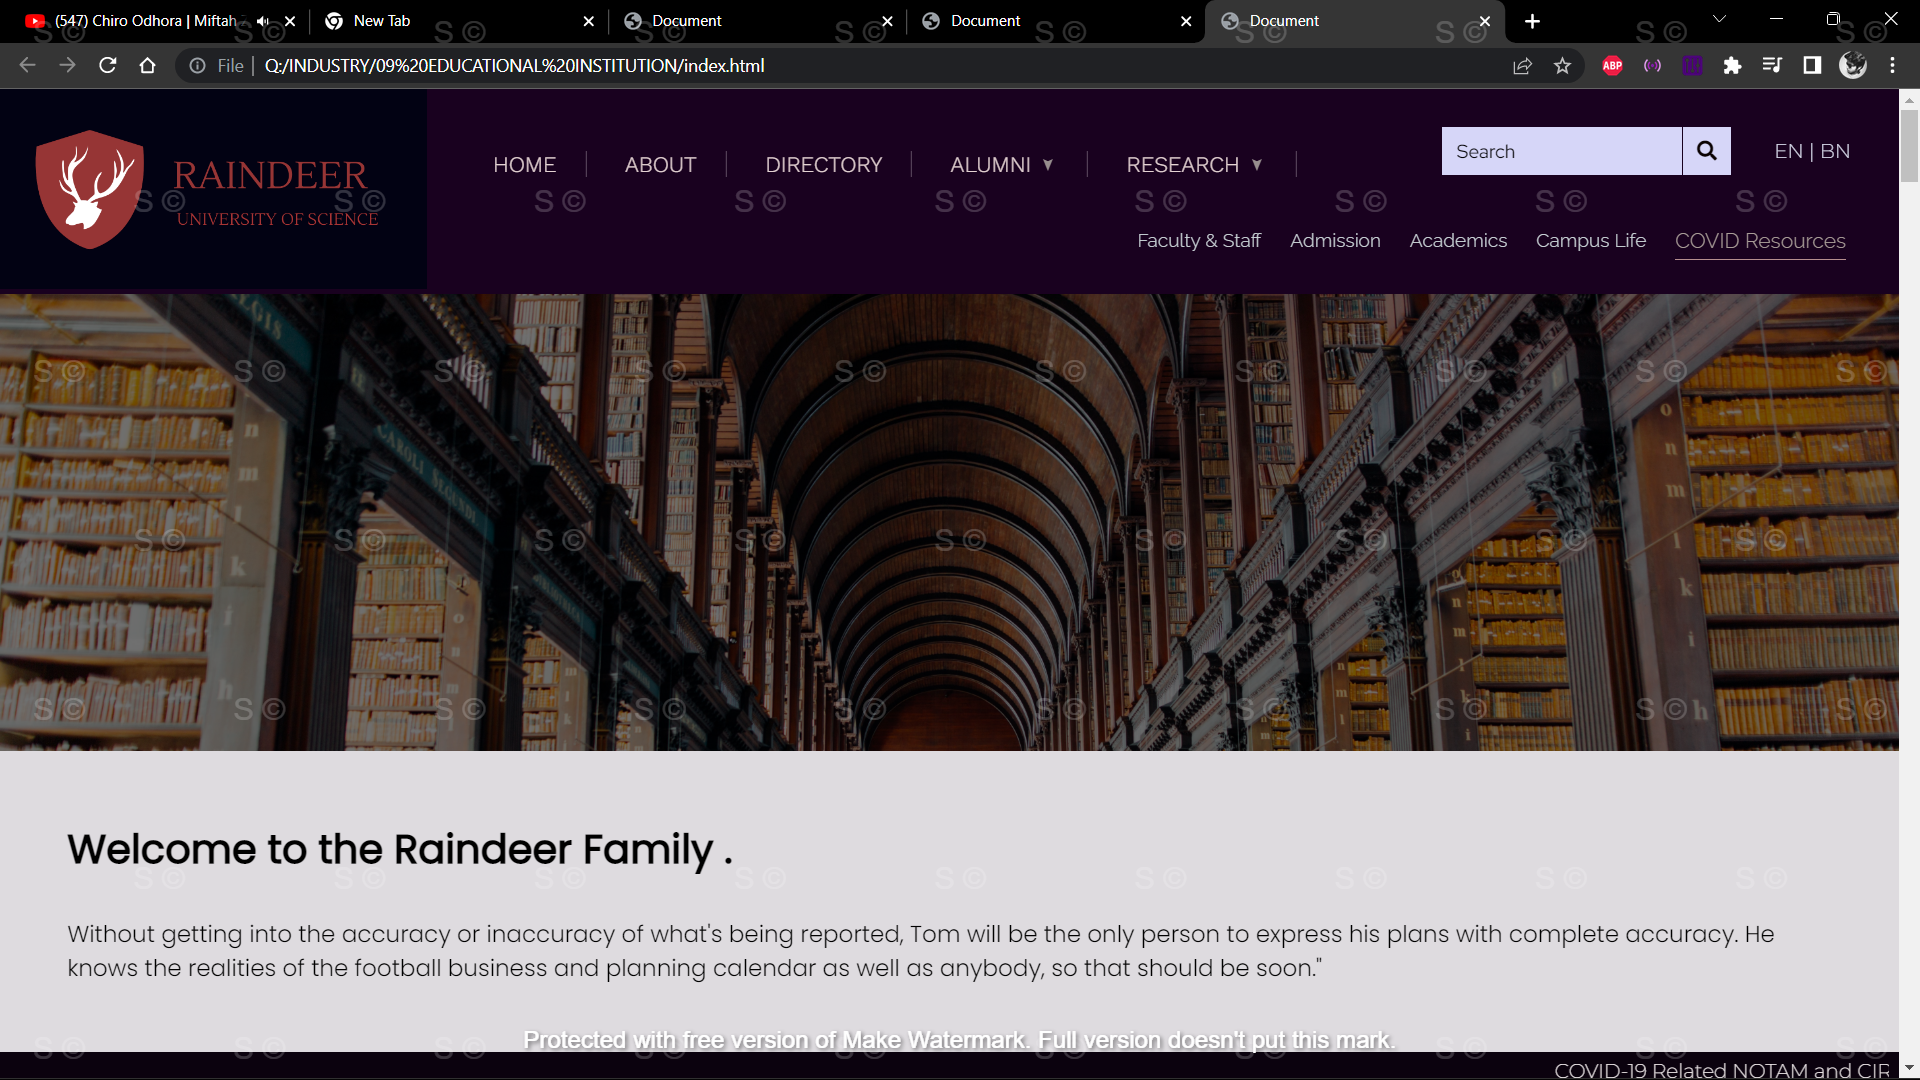 (547) Chiro Odhora | Miftah
New Tab
Document
Document
Document
File
Q:/INDUSTRY/09%20EDUCATIONAL%20INSTITUTION/index.html
ABP
RAINDEER
UNIVERSITY OF SCIENCE
HOME
ABOUT
DIRECTORY
ALUMNI
RESEARCH
Search
EN | BN
Faculty & Staff
Admission
Academics
Campus Life
COVID Resources
CAROLI SECUNDI
Welcome to the Raindeer Family .
Without getting into the accuracy or inaccuracy of what's being reported, Tom will be the only person to express his plans with complete accuracy. He
knows the realities of the football business and planning calendar as well as anybody, so that should be soon."
Protected with free version of Make Watermark. Full version doesn't put this mark.
COVID-19 Related NOTAM and CIR
S ©